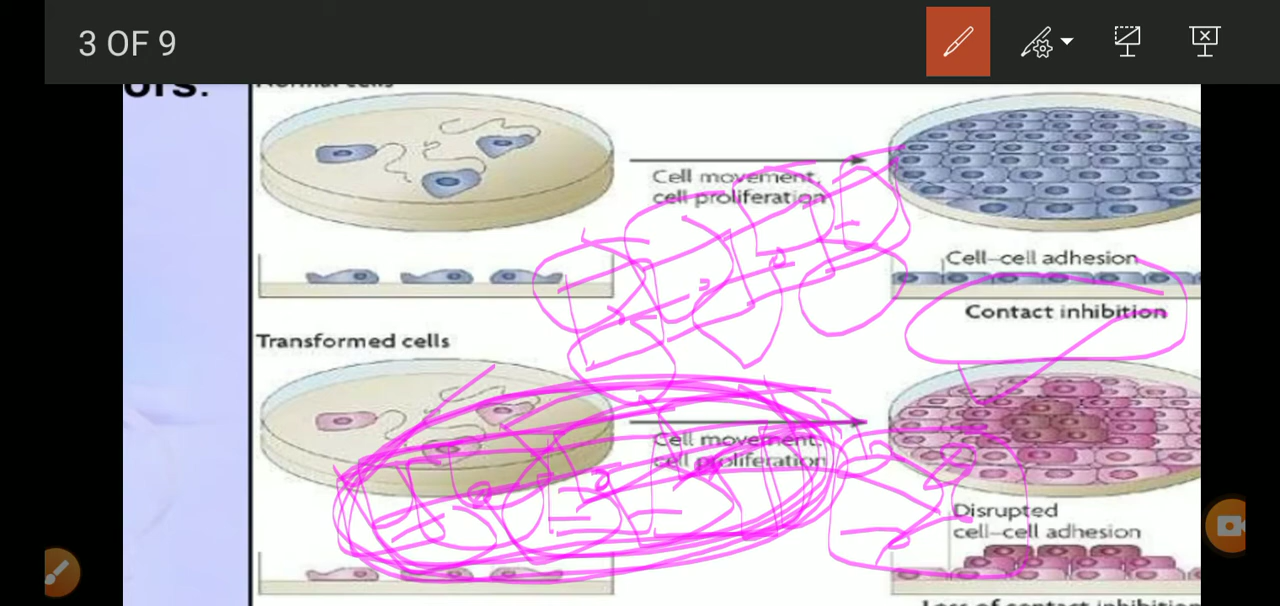 3 OF 9
ors.
Normal cells
Cell movement,
cell proliferation
Cell–cell adhesion
Contact inhibition
Transformed cells
Cell movement,
cell proliferation
Disrupted
cell–cell adhesion
Loss of contact inhibition